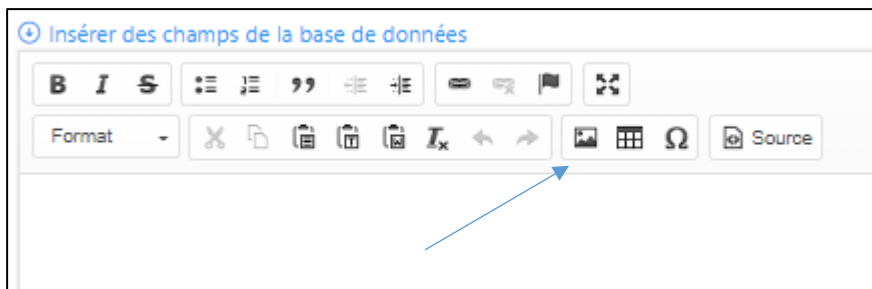 Insérer des champs de la base de données
B I S
Format Ω Source